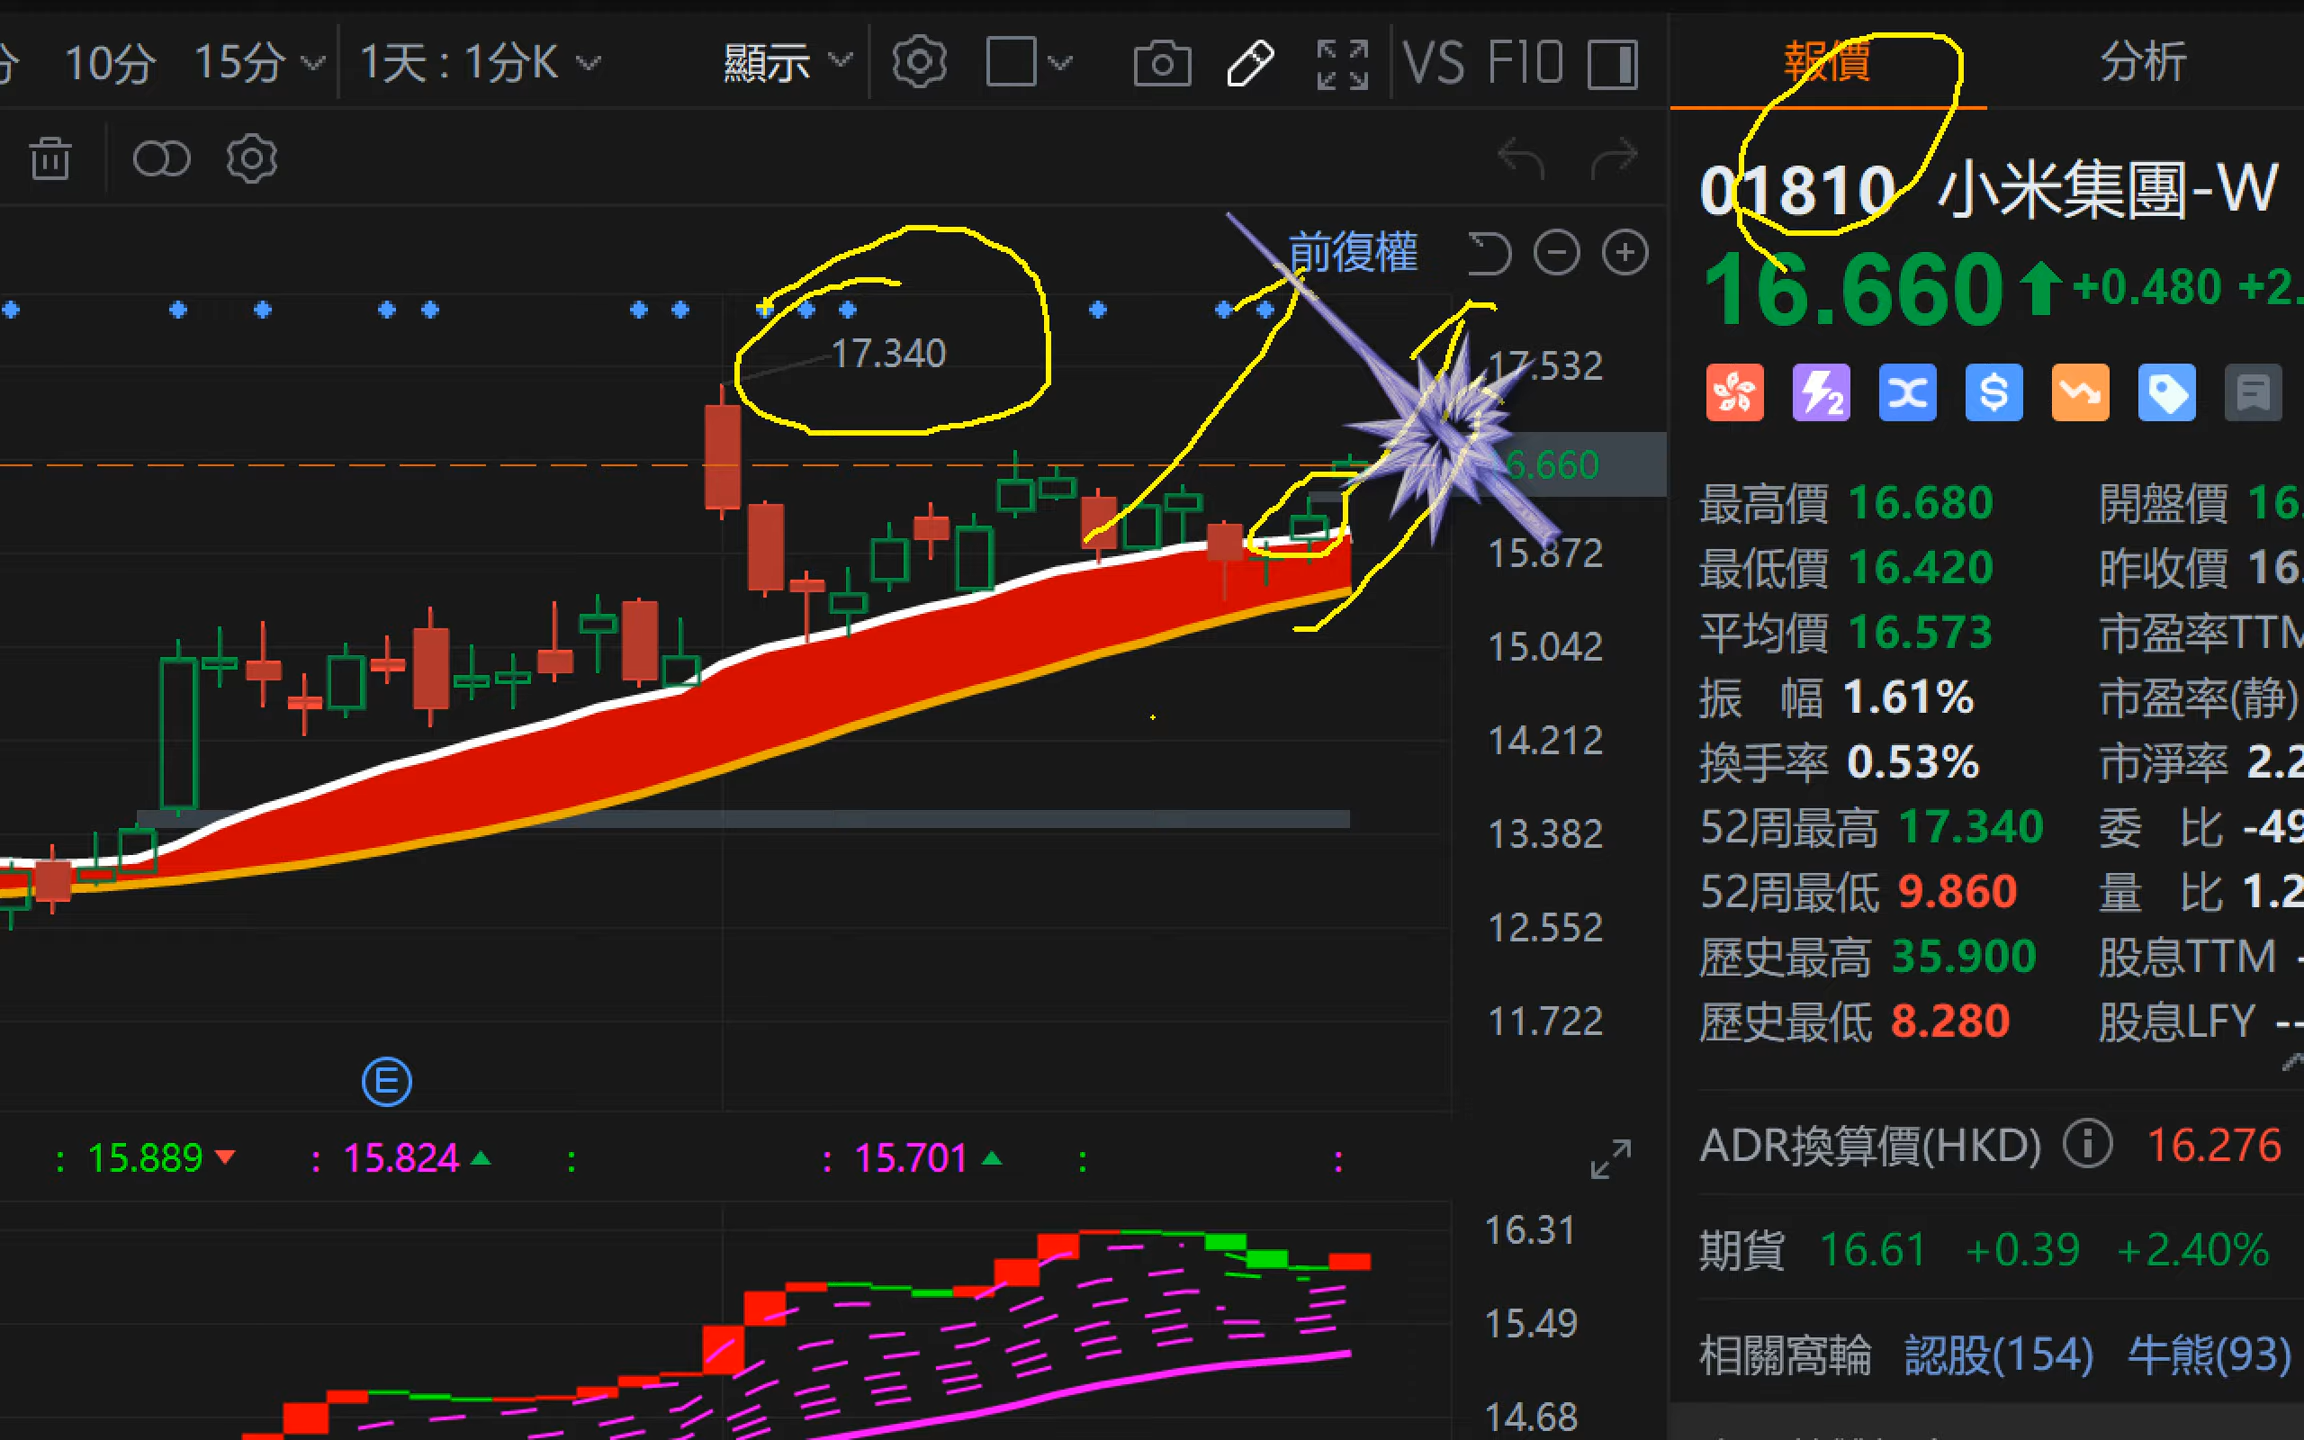 分 10分 15分 1天 : 1分K 顯示 VS F10
報價 分析
01810 小米集團-W
前復權
16.660 +0.480 +2.
17.340
17.532
6.660
15.872
15.042
14.212
13.382
12.552
11.722
最高價 16.680 開盤價 16.
最低價 16.420 昨收價 16.
平均價 16.573 市盈率TTM
振 幅 1.61% 市盈率(静)
換手率 0.53% 市淨率 2.2
52周最高 17.340 委 比 -49
52周最低 9.860 量 比 1.2
歷史最高 35.900 股息TTM -
歷史最低 8.280 股息LFY --
E
: 15.889 : 15.824 : : 15.701 : :
ADR換算價(HKD) 16.276
期貨 16.61 +0.39 +2.40%
相關窩輪 認股(154) 牛熊(93)
16.31
15.49
14.68